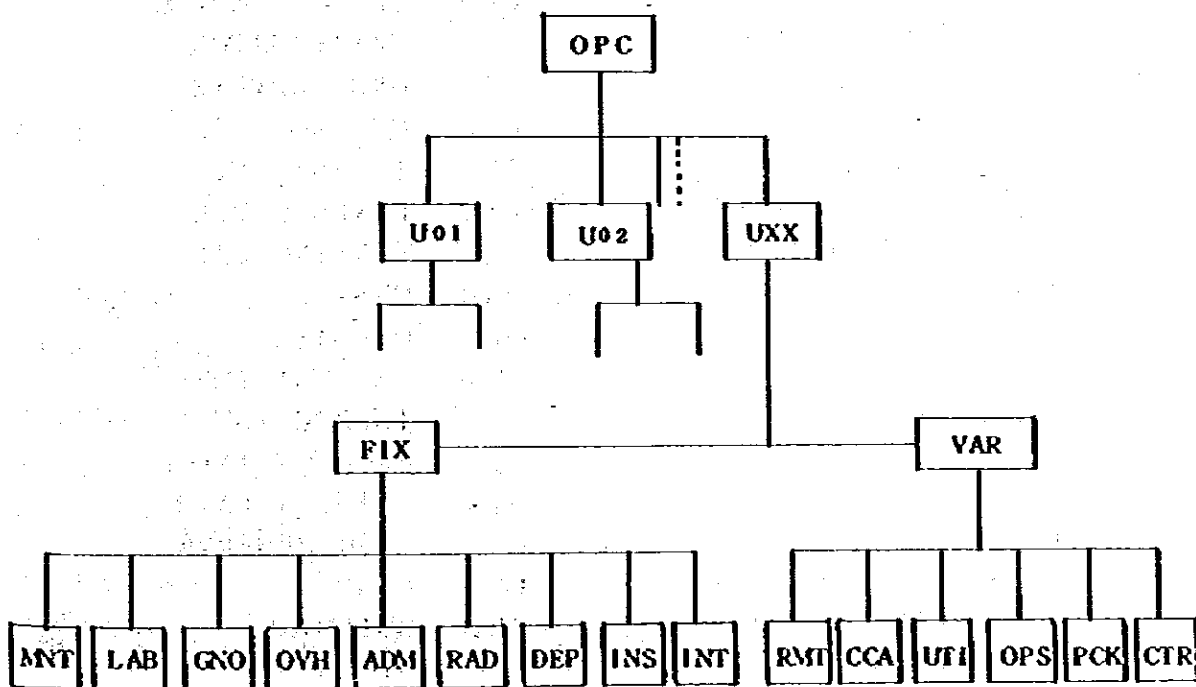 OPC
U01 U02 UXX
FIX VAR
MNT LAB GNO OVH ADM RAD DEP INS INT RMT CCA UTI OPS PCK CTR